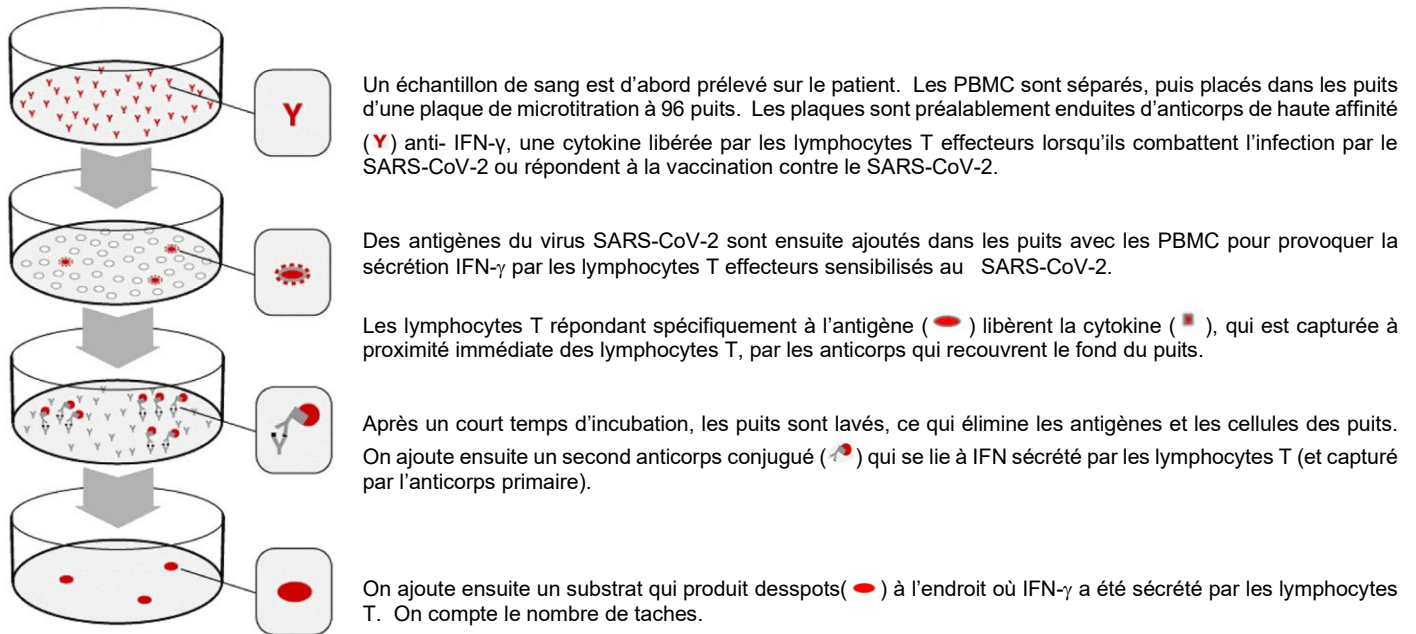 Un échantillon de sang est d’abord prélevé sur le patient. Les PBMC sont séparés, puis placés dans les puits
d’une plaque de microtitration à 96 puits. Les plaques sont préalablement enduites d’anticorps de haute affinité
(Y) anti- IFN-γ, une cytokine libérée par les lymphocytes T effecteurs lorsqu’ils combattent l’infection par le
SARS-CoV-2 ou répondent à la vaccination contre le SARS-CoV-2.
Des antigènes du virus SARS-CoV-2 sont ensuite ajoutés dans les puits avec les PBMC pour provoquer la
sécrétion IFN-γ par les lymphocytes T effecteurs sensibilisés au SARS-CoV-2.
Les lymphocytes T répondant spécifiquement à l’antigène ( ) libèrent la cytokine ( ), qui est capturée à
proximité immédiate des lymphocytes T, par les anticorps qui recouvrent le fond du puits.
Après un court temps d’incubation, les puits sont lavés, ce qui élimine les antigènes et les cellules des puits.
On ajoute ensuite un second anticorps conjugué ( ) qui se lie à IFN sécrété par les lymphocytes T (et capturé
par l’anticorps primaire).
On ajoute ensuite un substrat qui produit desspots( ) à l’endroit où IFN-γ a été sécrété par les lymphocytes
T. On compte le nombre de taches.